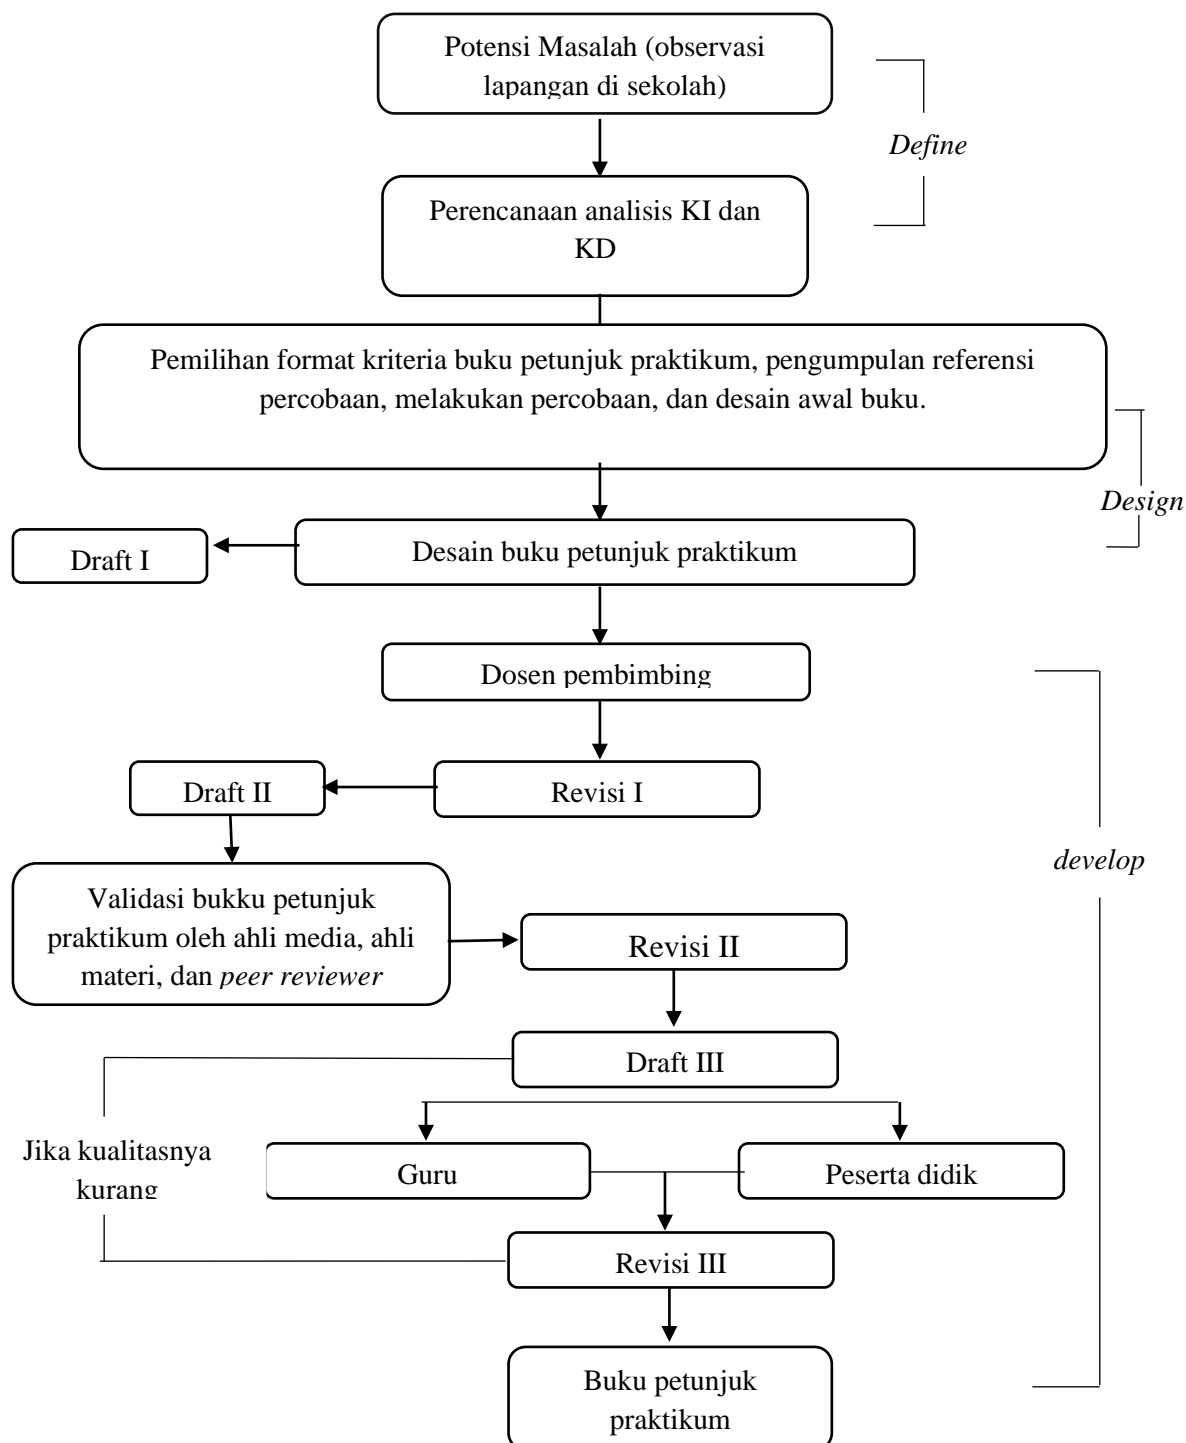 Potensi Masalah (observasi
lapangan di sekolah)
Define
Perencanaan analisis KI dan
KD
Pemilihan format kriteria buku petunjuk praktikum, pengumpulan referensi
percobaan, melakukan percobaan, dan desain awal buku.
Design
Draft I
Desain buku petunjuk praktikum
Dosen pembimbing
Draft II
Revisi I
develop
Validasi bukku petunjuk
praktikum oleh ahli media, ahli
materi, dan peer reviewer
Revisi II
Draft III
Jika kualitasnya
kurang
Guru
Peserta didik
Revisi III
Buku petunjuk
praktikum